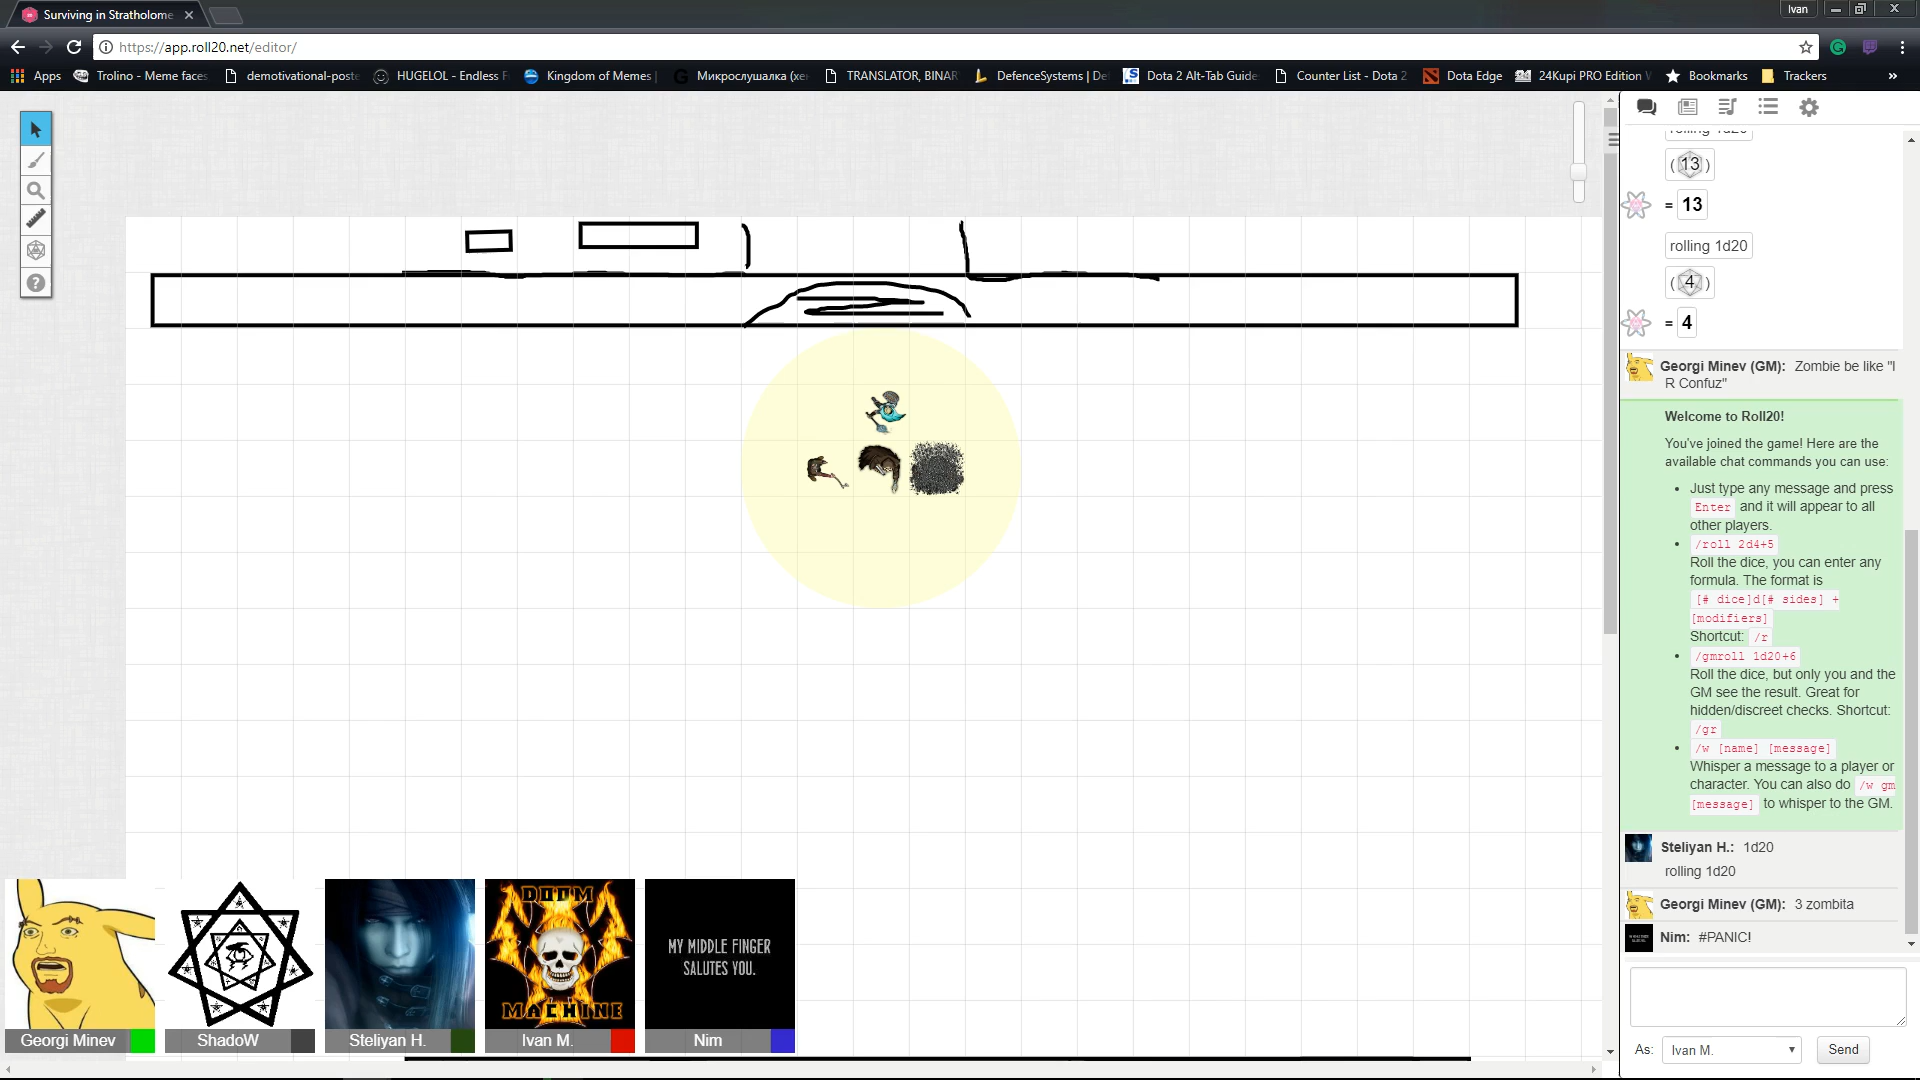 Surviving in Stratholome
Ivan
https://app.roll20.net/editor/
Apps
Trolino - Meme faces
demotivational-poste
HUGELOL - Endless F
Kingdom of Memes |
Микрослушалка (хе
TRANSLATOR, BINAR
DefenceSystems | De
Dota 2 Alt-Tab Guide
Counter List - Dota 2
Dota Edge
24Kupi PRO Edition V
Bookmarks
Trackers
»
rolling 1d20
(13)
= 13
rolling 1d20
(4)
= 4
Georgi Minev (GM): Zombie be like "I
R Confuz"
Welcome to Roll20!
You've joined the game! Here are the
available chat commands you can use:
• Just type any message and press
Enter and it will appear to all
other players.
• /roll 2d4+5
Roll the dice, you can enter any
formula. The format is
[# dice]d[# sides] +
[modifiers]
Shortcut: /r
• /gmroll 1d20+6
Roll the dice, but only you and the
GM see the result. Great for
hidden/discreet checks. Shortcut:
/gr
• /w [name] [message]
Whisper a message to a player or
character. You can also do /w gm
[message] to whisper to the GM.
Steliyan H.: 1d20
rolling 1d20
Georgi Minev (GM): 3 zombita
Nim: #PANIC!
As: Ivan M.
Send
DOOM
MACHINE
MY MIDDLE FINGER
SALUTES YOU.
Georgi Minev
ShadoW
Steliyan H.
Ivan M.
Nim